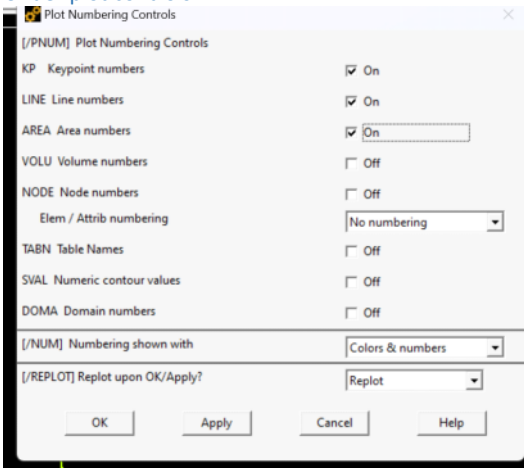 Plot Numbering Controls
[/PNUM] Plot Numbering Controls
KP Keypoint numbers On
LINE Line numbers On
AREA Area numbers On
VOLU Volume numbers Off
NODE Node numbers Off
Elem / Attrib numbering No numbering
TABN Table Names Off
SVAL Numeric contour values Off
DOMA Domain numbers Off
[/NUM] Numbering shown with Colors & numbers
[/REPLOT] Replot upon OK/Apply? Replot
OK Apply Cancel Help